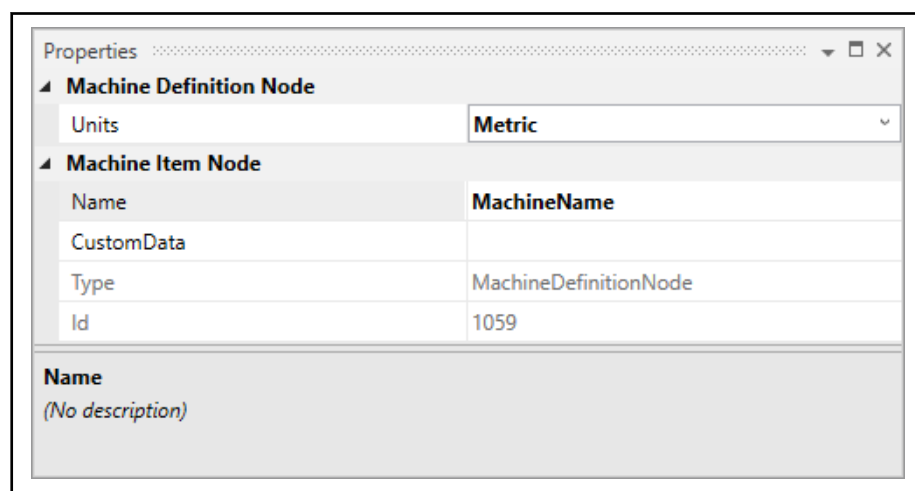 Properties
Machine Definition Node
Units Metric
Machine Item Node
Name MachineName
CustomData
Type MachineDefinitionNode
Id 1059
Name
(No description)